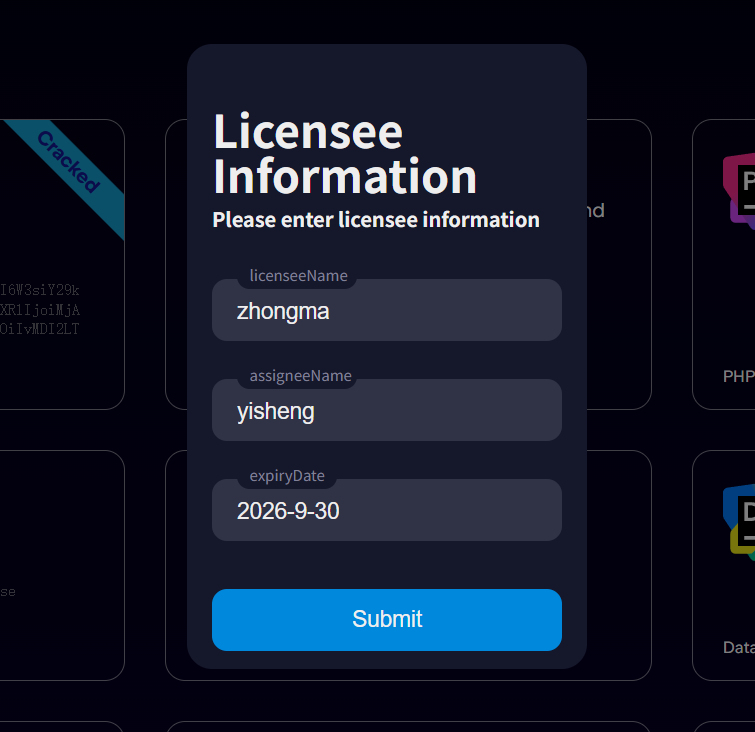 Cracked
I6W3siY29k
XR1IjoiMjA
OiIvMDI2LT
se
Licensee
Information
Please enter licensee information
licenseeName
zhongma
assigneeName
yisheng
expiryDate
2026-9-30
Submit
nd
P
PHP
D
Data